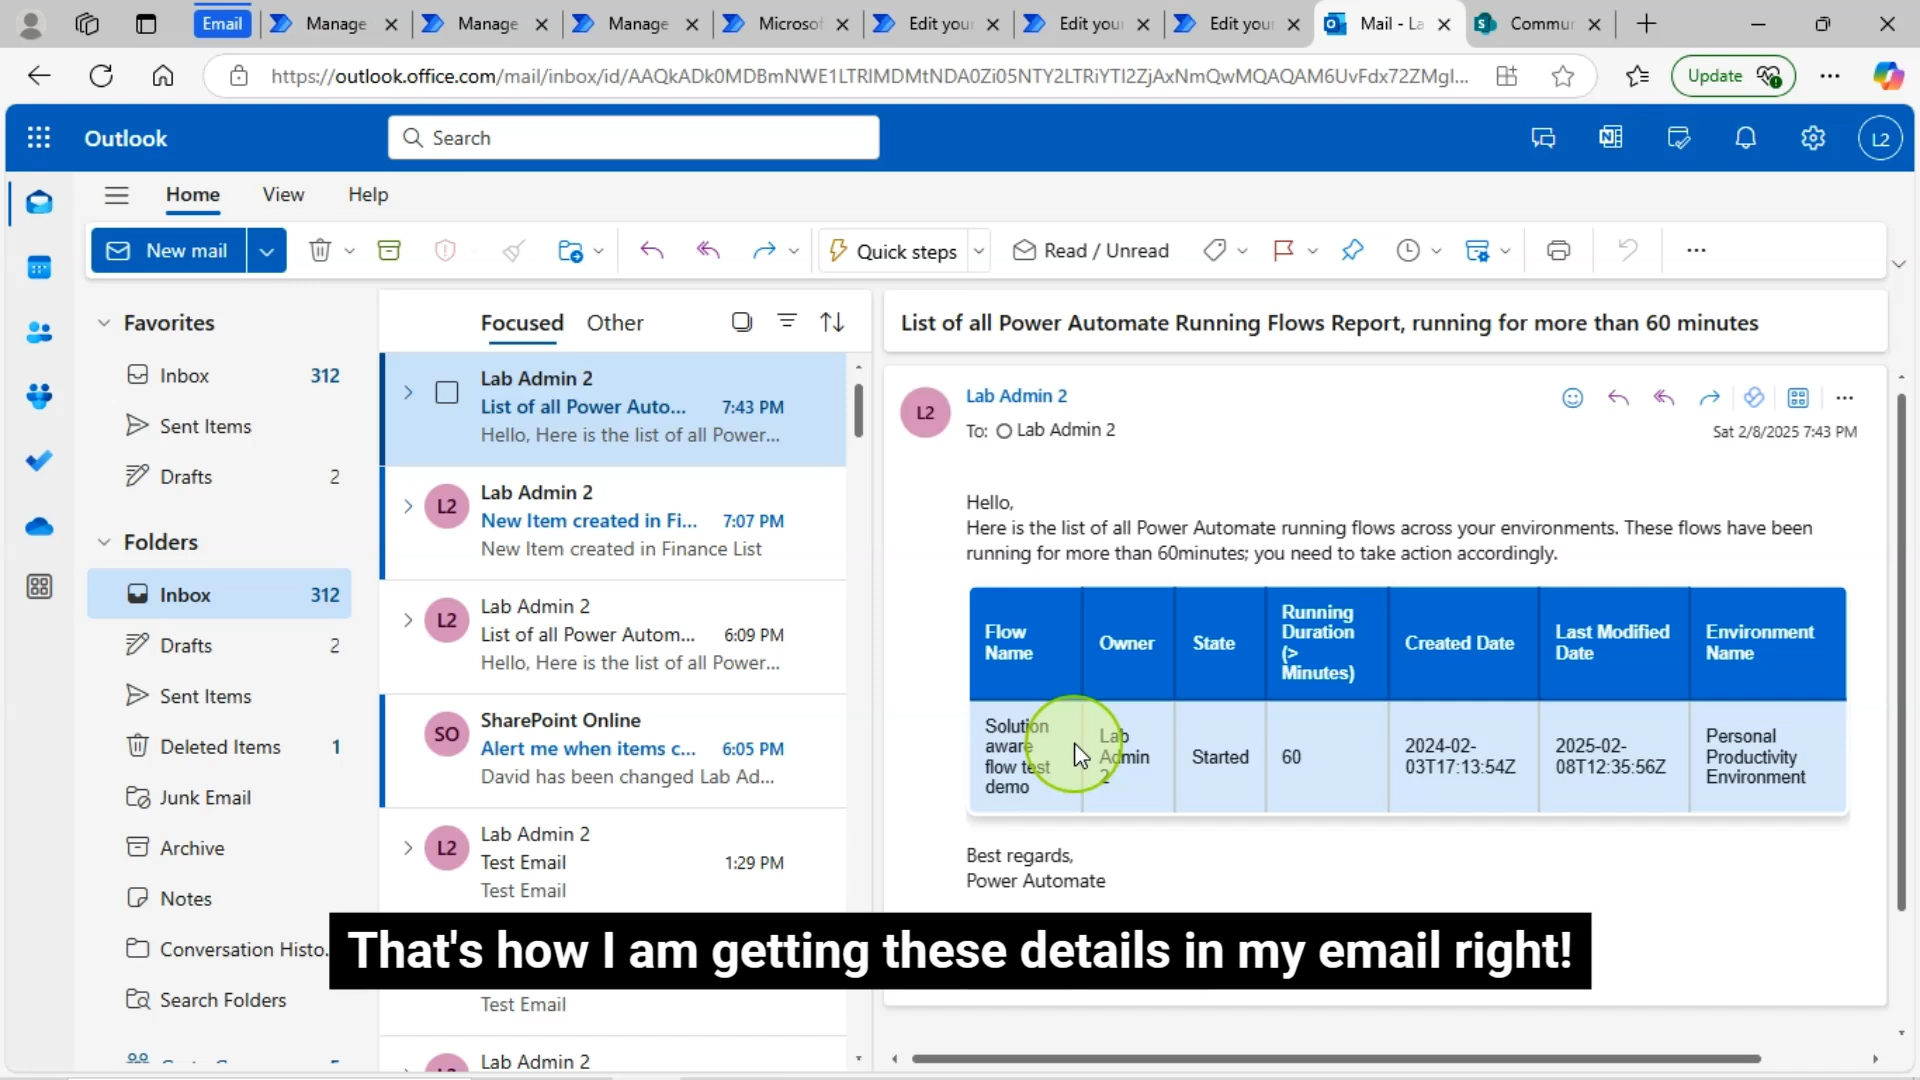 Email
Manage
Manage
Manage
Microsof
Edit your
Edit your
Edit your
Mail - La
Commun
https://outlook.office.com/mail/inbox/id/AAQkADk0MDBmNWE1LTRlMDMtNDA0Zi05NTY2LTRiYTI2ZjAxNmQwMQAQAM6UvFdx72ZMgI...
Update
Outlook
Search
L2
Home
View
Help
New mail
Quick steps
Read / Unread
Favorites
Inbox 312
Sent Items
Drafts 2
Folders
Inbox 312
Drafts 2
Sent Items
Deleted Items 1
Junk Email
Archive
Notes
Conversation Histo...
Search Folders
Focused Other
Lab Admin 2
List of all Power Auto... 7:43 PM
Hello, Here is the list of all Power...
L2
Lab Admin 2
New Item created in Fi... 7:07 PM
New Item created in Finance List
L2
Lab Admin 2
List of all Power Autom... 6:09 PM
Hello, Here is the list of all Power...
SO
SharePoint Online
Alert me when items c... 6:05 PM
David has been changed Lab Ad...
L2
Lab Admin 2
Test Email 1:29 PM
Test Email
Test Email
Lab Admin 2
List of all Power Automate Running Flows Report, running for more than 60 minutes
L2
Lab Admin 2
To: Lab Admin 2
Sat 2/8/2025 7:43 PM
Hello,
Here is the list of all Power Automate running flows across your environments. These flows have been
running for more than 60minutes; you need to take action accordingly.
Flow Name
Owner
State
Running Duration (> Minutes)
Created Date
Last Modified Date
Environment Name
Solution aware flow test demo
Lab Admin 2
Started
60
2024-02-03T17:13:54Z
2025-02-08T12:35:56Z
Personal Productivity Environment
Best regards,
Power Automate
That's how I am getting these details in my email right!